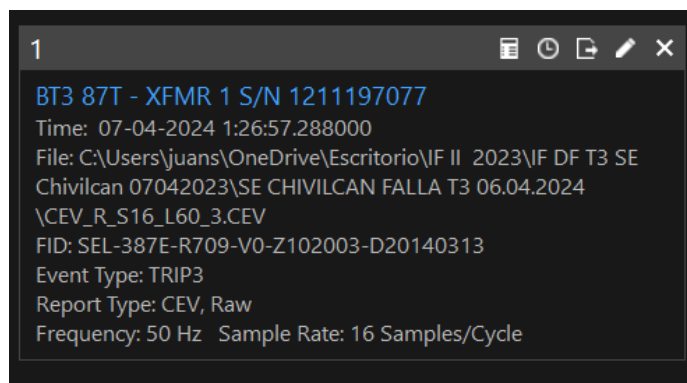 1
BT3 87T - XFMR 1 S/N 1211197077
Time: 07-04-2024 1:26:57.288000
File: C:\Users\juans\OneDrive\Escritorio\IF II 2023\IF DF T3 SE
Chivilcan 07042023\SE CHIVILCAN FALLA T3 06.04.2024
\CEV_R_S16_L60_3.CEV
FID: SEL-387E-R709-V0-Z102003-D20140313
Event Type: TRIP3
Report Type: CEV, Raw
Frequency: 50 Hz Sample Rate: 16 Samples/Cycle